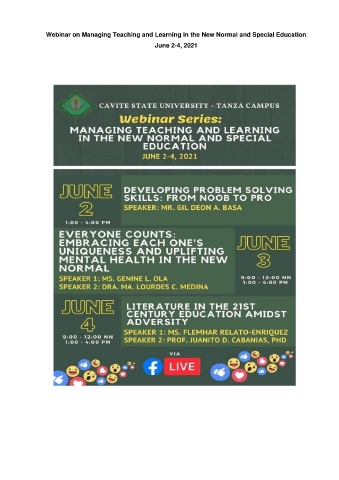 Webinar on Managing Teaching and Learning in the New Normal and Special Education
June 2-4, 2021
CAVITE STATE UNIVERSITY - TANZA CAMPUS
Webinar Series:
MANAGING TEACHING AND LEARNING
IN THE NEW NORMAL AND SPECIAL
EDUCATION
JUNE 2-4, 2021
JUNE
2
1:00 - 4:00 PM
DEVELOPING PROBLEM SOLVING
SKILLS: FROM NOOB TO PRO
SPEAKER: MR. GIL DEON A. BASA
EVERYONE COUNTS:
EMBRACING EACH ONE'S
UNIQUENESS AND UPLIFTING
MENTAL HEALTH IN THE NEW
NORMAL
SPEAKER 1: MS. GENINE L. OLA
SPEAKER 2: DRA. MA. LOURDES C. MEDINA
JUNE
3
9:00 - 12:00 NN
1:00 - 4:00 PM
JUNE
4
9:00 - 12:00 NN
1:00 - 4:00 PM
LITERATURE IN THE 21ST
CENTURY EDUCATION AMIDST
ADVERSITY
SPEAKER 1: MS. FLEMHAR RELATO-ENRIQUEZ
SPEAKER 2: PROF. JUANITO D. CABANIAS, PHD
VIA
f LIVE